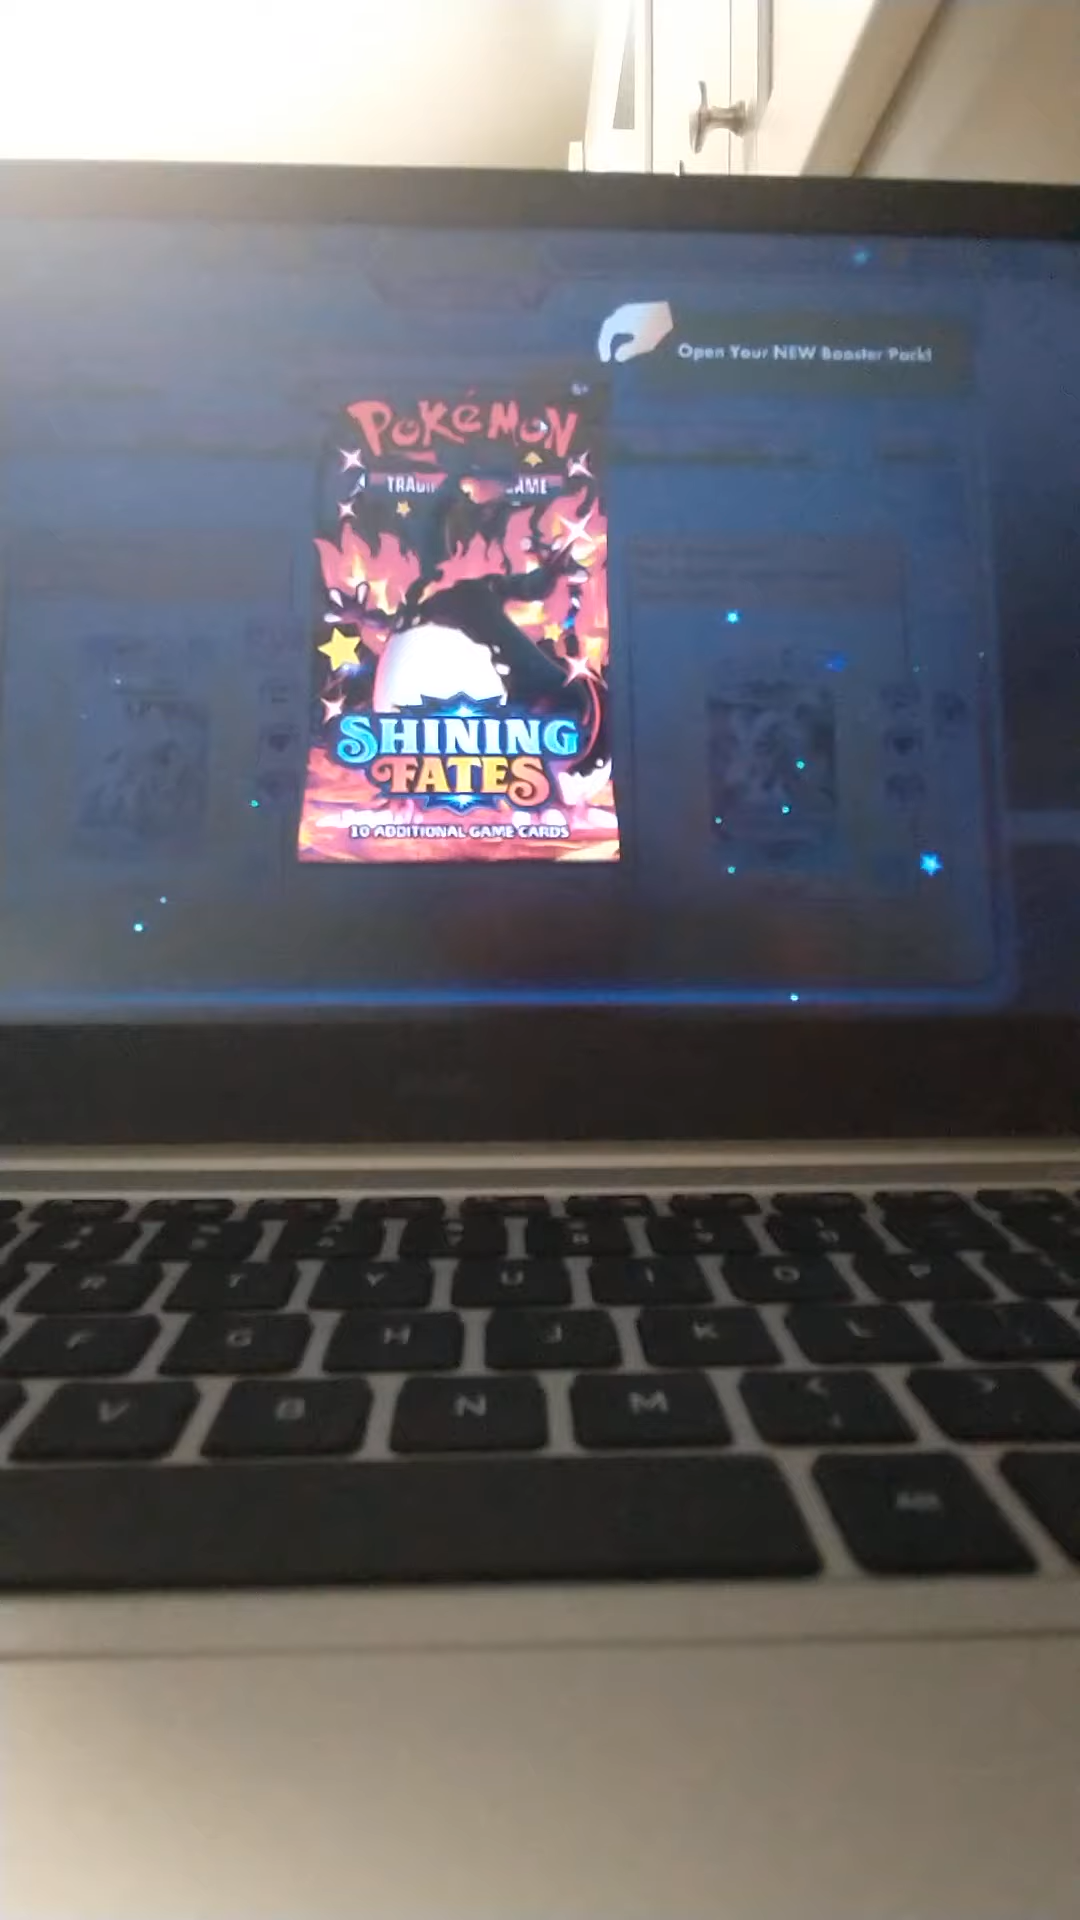 Open Your NEW Booster Pack!
POKéMON
SHINING
FATES
10 ADDITIONAL GAME CARDS
R T Y U I O P
F G H J K L
V B N M < >